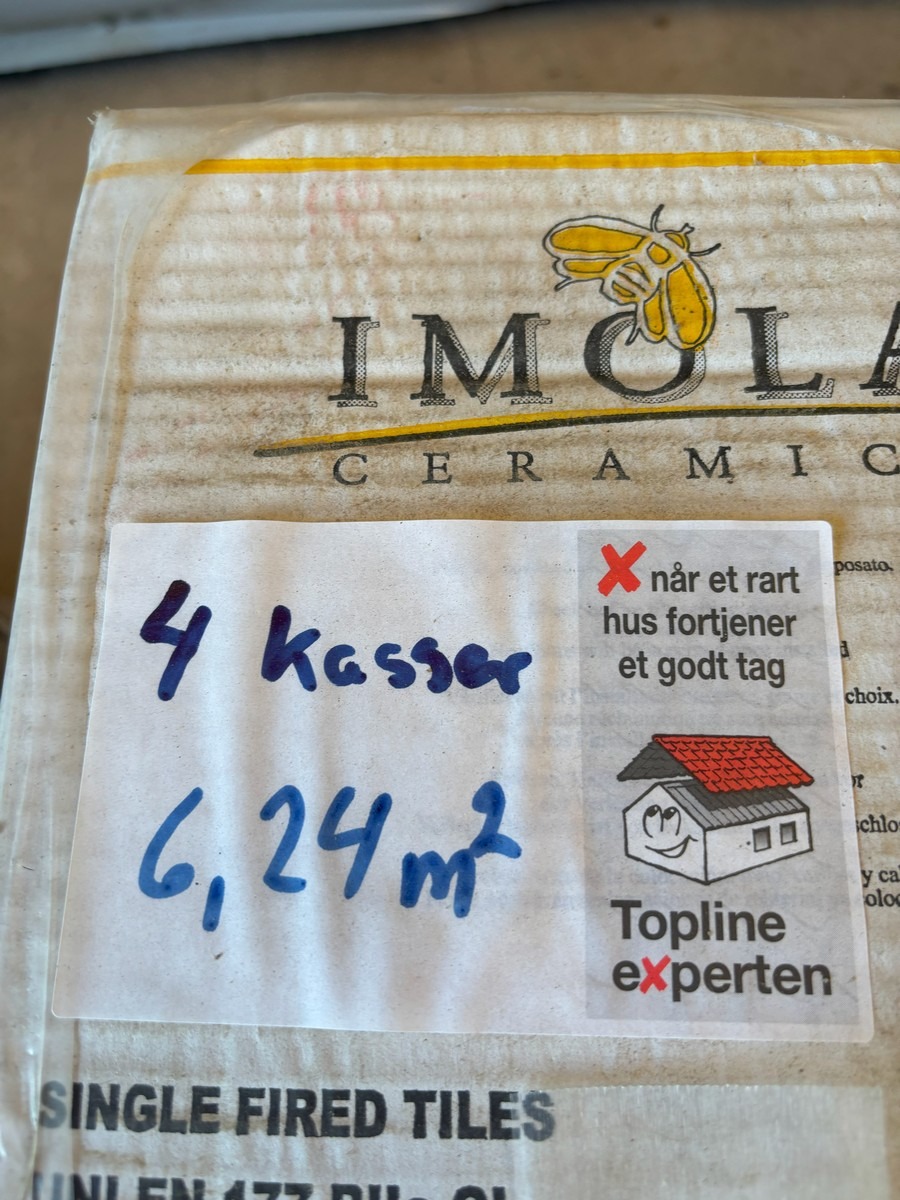 IMOLA
CERAMIC
4 Kasser
6,24 m²
når et rart
hus fortjener
et godt tag
Topline
experten
posato.
choix.
SINGLE FIRED TILES